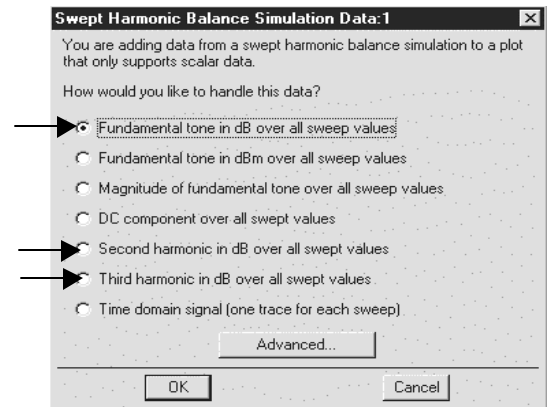 Swept Harmonic Balance Simulation Data:1
You are adding data from a swept harmonic balance simulation to a plot
that only supports scalar data.
How would you like to handle this data?
Fundamental tone in dB over all sweep values
Fundamental tone in dBm over all sweep values
Magnitude of fundamental tone over all sweep values
DC component over all swept values
Second harmonic in dB over all swept values
Third harmonic in dB over all swept values
Time domain signal (one trace for each sweep)
Advanced...
OK Cancel